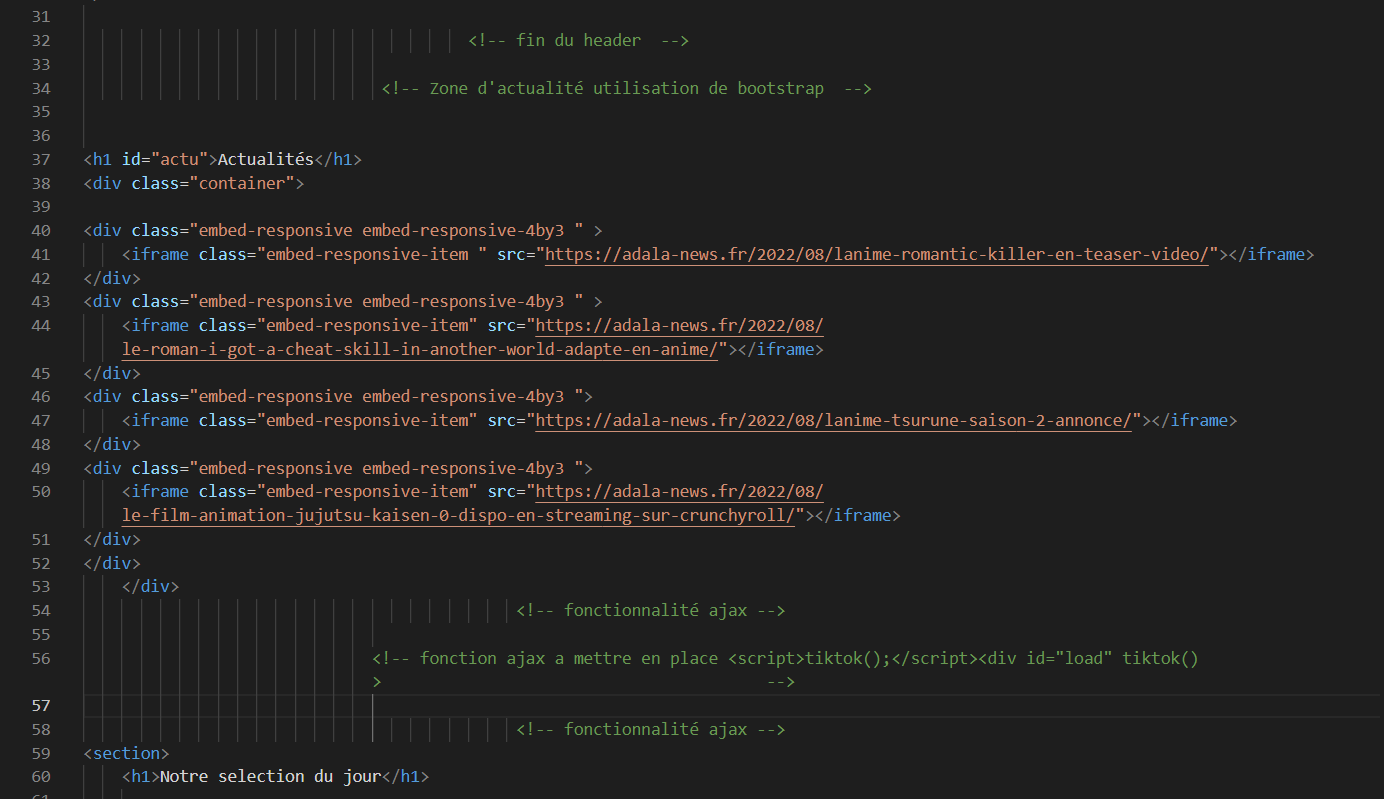 31
32 <!-- fin du header  -->
33
34 <!-- Zone d'actualité utilisation de bootstrap  -->
35
36
37 <h1 id="actu">Actualités</h1>
38 <div class="container">
39
40 <div class="embed-responsive embed-responsive-4by3 " >
41     <iframe class="embed-responsive-item " src="https://adala-news.fr/2022/08/lanime-romantic-killer-en-teaser-video/"></iframe>
42 </div>
43 <div class="embed-responsive embed-responsive-4by3 " >
44     <iframe class="embed-responsive-item" src="https://adala-news.fr/2022/08/
le-roman-i-got-a-cheat-skill-in-another-world-adapte-en-anime/"></iframe>
45 </div>
46 <div class="embed-responsive embed-responsive-4by3 ">
47     <iframe class="embed-responsive-item" src="https://adala-news.fr/2022/08/lanime-tsurune-saison-2-annonce/"></iframe>
48 </div>
49 <div class="embed-responsive embed-responsive-4by3 ">
50     <iframe class="embed-responsive-item" src="https://adala-news.fr/2022/08/
le-film-animation-jujutsu-kaisen-0-dispo-en-streaming-sur-crunchyroll/"></iframe>
51 </div>
52 </div>
53     </div>
54 <!-- fonctionnalité ajax -->
55
56 <!-- fonction ajax a mettre en place <script>tiktok();</script><div id="load" tiktok()
> -->
57
58 <!-- fonctionnalité ajax -->
59 <section>
60     <h1>Notre selection du jour</h1>